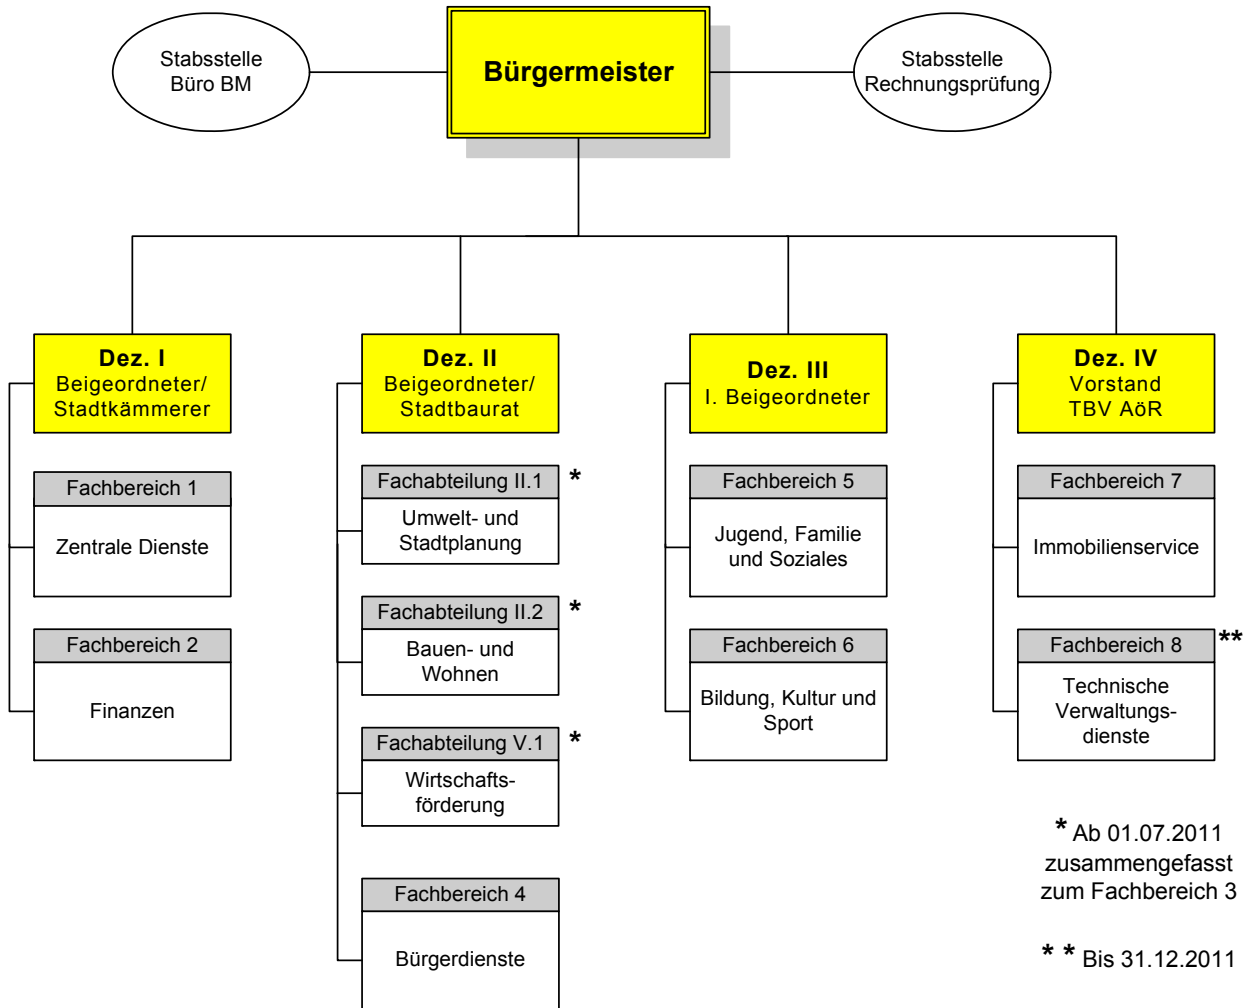 Stabsstelle
Büro BM
Bürgermeister
Stabsstelle
Rechnungsprüfung
Dez. I
Beigeordneter/
Stadtkämmerer
Fachbereich 1
Zentrale Dienste
Fachbereich 2
Finanzen
Dez. II
Beigeordneter/
Stadtbaurat
Fachabteilung II.1 *
Umwelt- und
Stadtplanung
Fachabteilung II.2 *
Bauen- und
Wohnen
Fachabteilung V.1 *
Wirtschafts-
förderung
Fachbereich 4
Bürgerdienste
Dez. III
I. Beigeordneter
Fachbereich 5
Jugend, Familie
und Soziales
Fachbereich 6
Bildung, Kultur und
Sport
Dez. IV
Vorstand
TBV AöR
Fachbereich 7
Immobilienservice
Fachbereich 8 **
Technische
Verwaltungs-
dienste
* Ab 01.07.2011
zusammengefasst
zum Fachbereich 3
* * Bis 31.12.2011